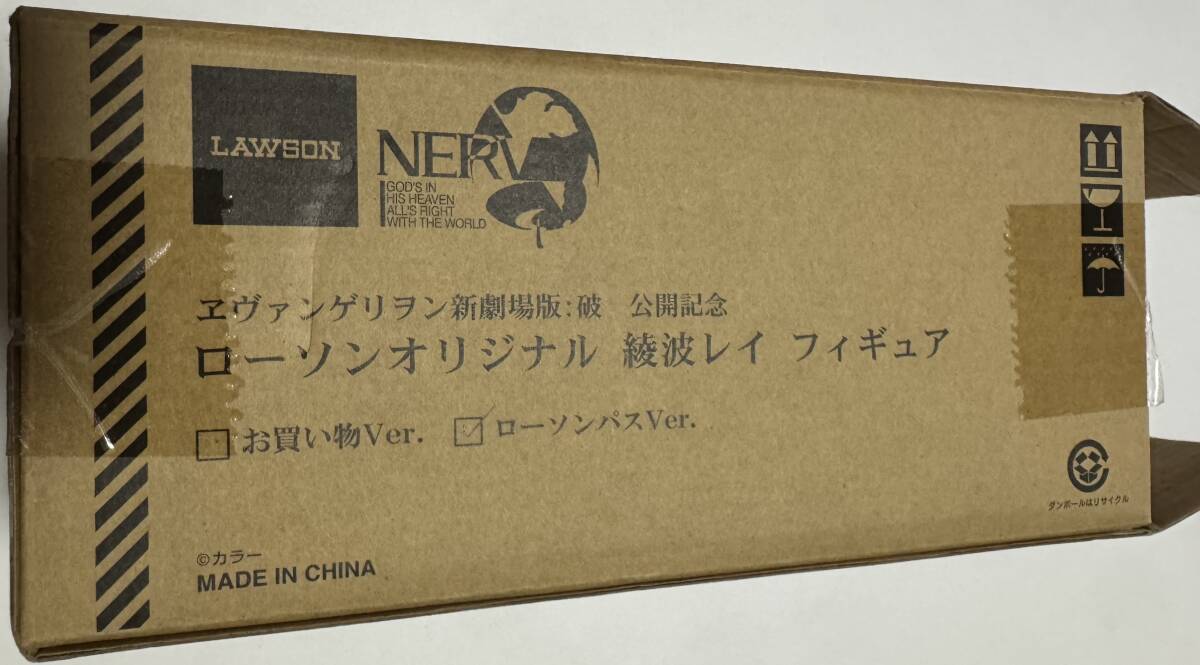 LAWSON
NERV
GOD'S IN
HIS HEAVEN
ALL'S RIGHT
WITH THE WORLD
ヱヴァンゲリヲン新劇場版:破 公開記念
ローソンオリジナル 綾波レイ フィギュア
お買い物Ver. ローソンパスVer.
ダンボールはリサイクル
©カラー
MADE IN CHINA